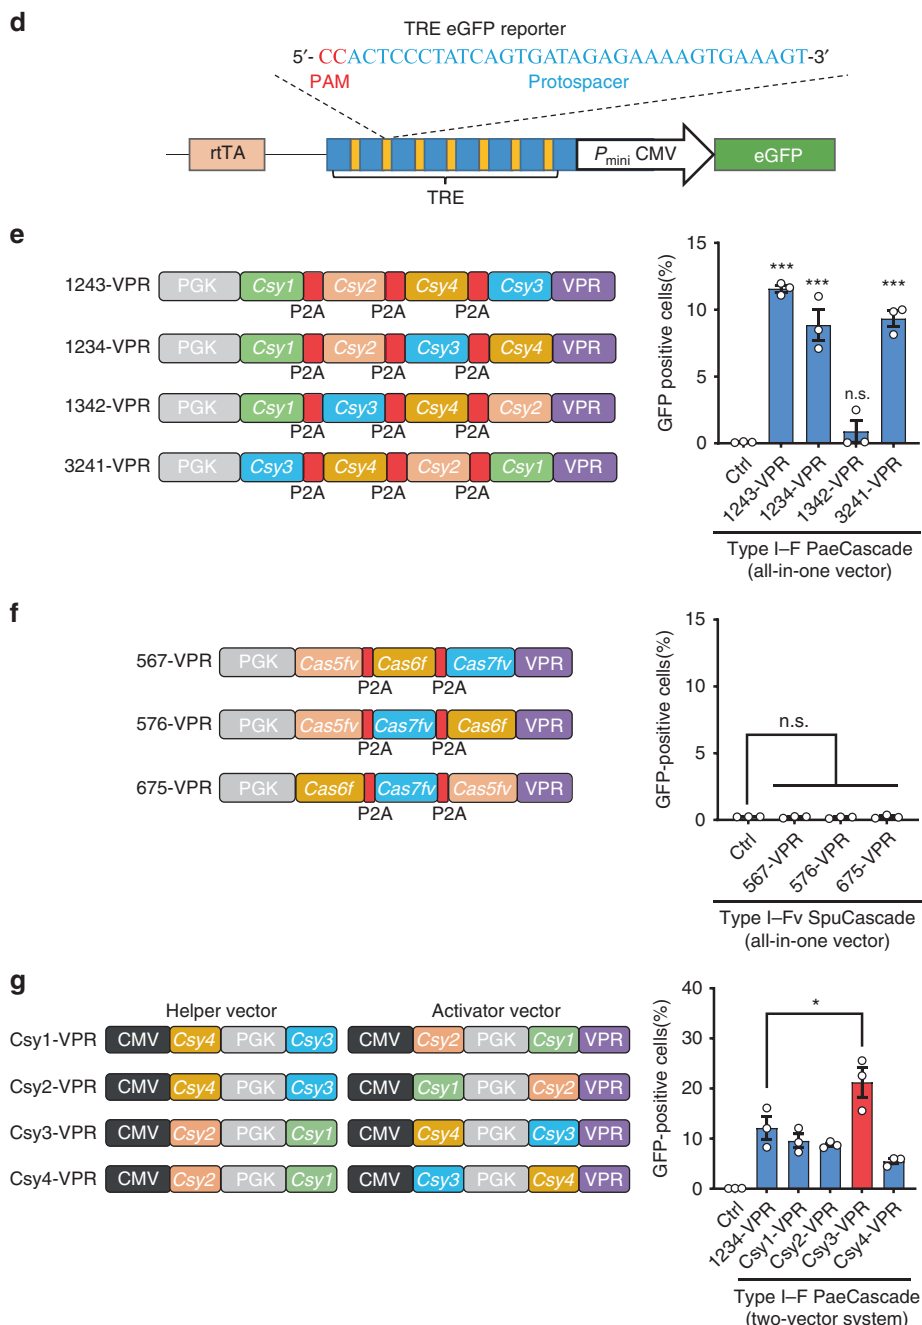 d
TRE eGFP reporter
5′- CCACTCCCTATCAGTGATAGAGAAAAGTGAAAGT-3′
PAM
Protospacer
rtTA
Pmini CMV
eGFP
TRE
e
1243-VPR PGK Csy1 Csy2 Csy4 Csy3 VPR
P2A P2A P2A
1234-VPR PGK Csy1 Csy2 Csy3 Csy4 VPR
P2A P2A P2A
1342-VPR PGK Csy1 Csy3 Csy4 Csy2 VPR
P2A P2A P2A
3241-VPR PGK Csy3 Csy4 Csy2 Csy1 VPR
P2A P2A P2A
GFP positive cells(%)
15
10
5
0
*** *** n.s. ***
Ctrl 1243-VPR 1234-VPR 1342-VPR 3241-VPR
Type I–F PaeCascade
(all-in-one vector)
f
567-VPR PGK Cas5fv Cas6f Cas7fv VPR
P2A P2A
576-VPR PGK Cas5fv Cas7fv Cas6f VPR
P2A P2A
675-VPR PGK Cas6f Cas7fv Cas5fv VPR
P2A P2A
GFP-positive cells(%)
15
10
5
0
n.s.
Ctrl 567-VPR 576-VPR 675-VPR
Type I–Fv SpuCascade
(all-in-one vector)
g
Helper vector Activator vector
Csy1-VPR CMV Csy4 PGK Csy3 CMV Csy2 PGK Csy1 VPR
Csy2-VPR CMV Csy4 PGK Csy3 CMV Csy1 PGK Csy2 VPR
Csy3-VPR CMV Csy2 PGK Csy1 CMV Csy4 PGK Csy3 VPR
Csy4-VPR CMV Csy2 PGK Csy1 CMV Csy3 PGK Csy4 VPR
GFP-positive cells(%)
40
30
20
10
0
*
Ctrl 1234-VPR Csy1-VPR Csy2-VPR Csy3-VPR Csy4-VPR
Type I–F PaeCascade
(two-vector system)